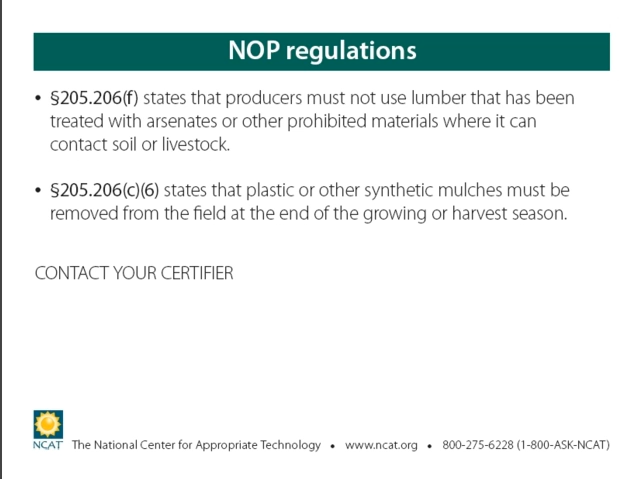 NOP regulations
• §205.206(f) states that producers must not use lumber that has been
treated with arsenates or other prohibited materials where it can
contact soil or livestock.
• §205.206(c)(6) states that plastic or other synthetic mulches must be
removed from the field at the end of the growing or harvest season.
CONTACT YOUR CERTIFIER
NCAT The National Center for Appropriate Technology • www.ncat.org • 800-275-6228 (1-800-ASK-NCAT)